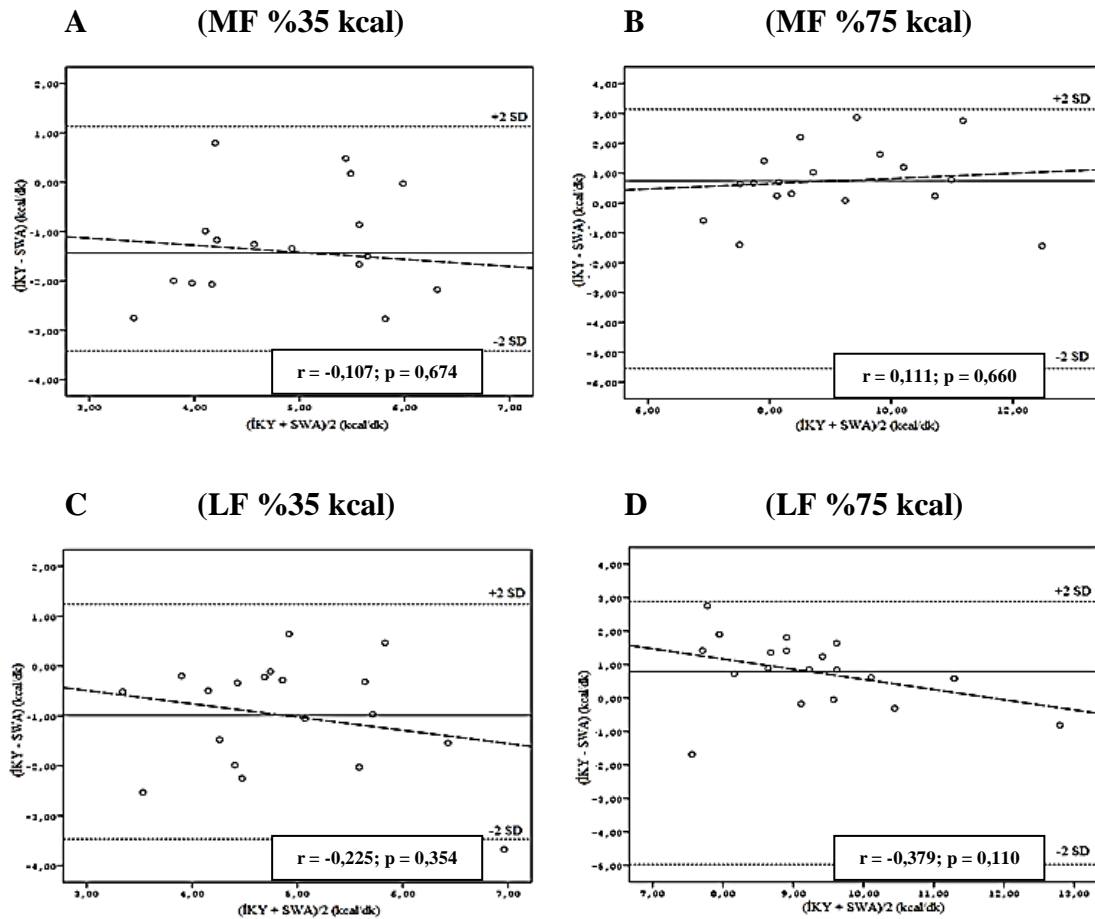 A (MF %35 kcal)
2,00
1,00
0,00
-1,00
-2,00
-3,00
-4,00
(İKY - SWA) (kcal/dk)
+2 SD
-2 SD
r = -0,107; p = 0,674
3,00 4,00 5,00 6,00 7,00
(İKY + SWA)/2 (kcal/dk)
B (MF %75 kcal)
4,00
3,00
2,00
1,00
0,00
-1,00
-2,00
-3,00
-4,00
-5,00
-6,00
(İKY - SWA) (kcal/dk)
+2 SD
-2 SD
r = 0,111; p = 0,660
6,00 8,00 10,00 12,00
(İKY + SWA)/2 (kcal/dk)
C (LF %35 kcal)
2,00
1,00
0,00
-1,00
-2,00
-3,00
-4,00
(İKY - SWA) (kcal/dk)
+2 SD
-2 SD
r = -0,225; p = 0,354
3,00 4,00 5,00 6,00 7,00
(İKY + SWA)/2 (kcal/dk)
D (LF %75 kcal)
4,00
3,00
2,00
1,00
0,00
-1,00
-2,00
-3,00
-4,00
-5,00
(İKY - SWA) (kcal/dk)
+2 SD
-2 SD
r = -0,379; p = 0,110
7,00 8,00 9,00 10,00 11,00 12,00 13,00
(İKY + SWA)/2 (kcal/dk)